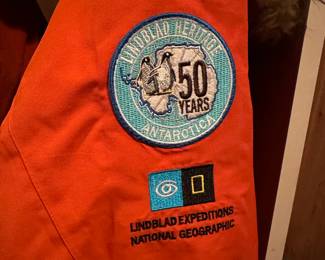 LINDBLAD HERITAGE
50
YEARS
ANTARCTICA
LINDBLAD EXPEDITIONS
NATIONAL GEOGRAPHIC